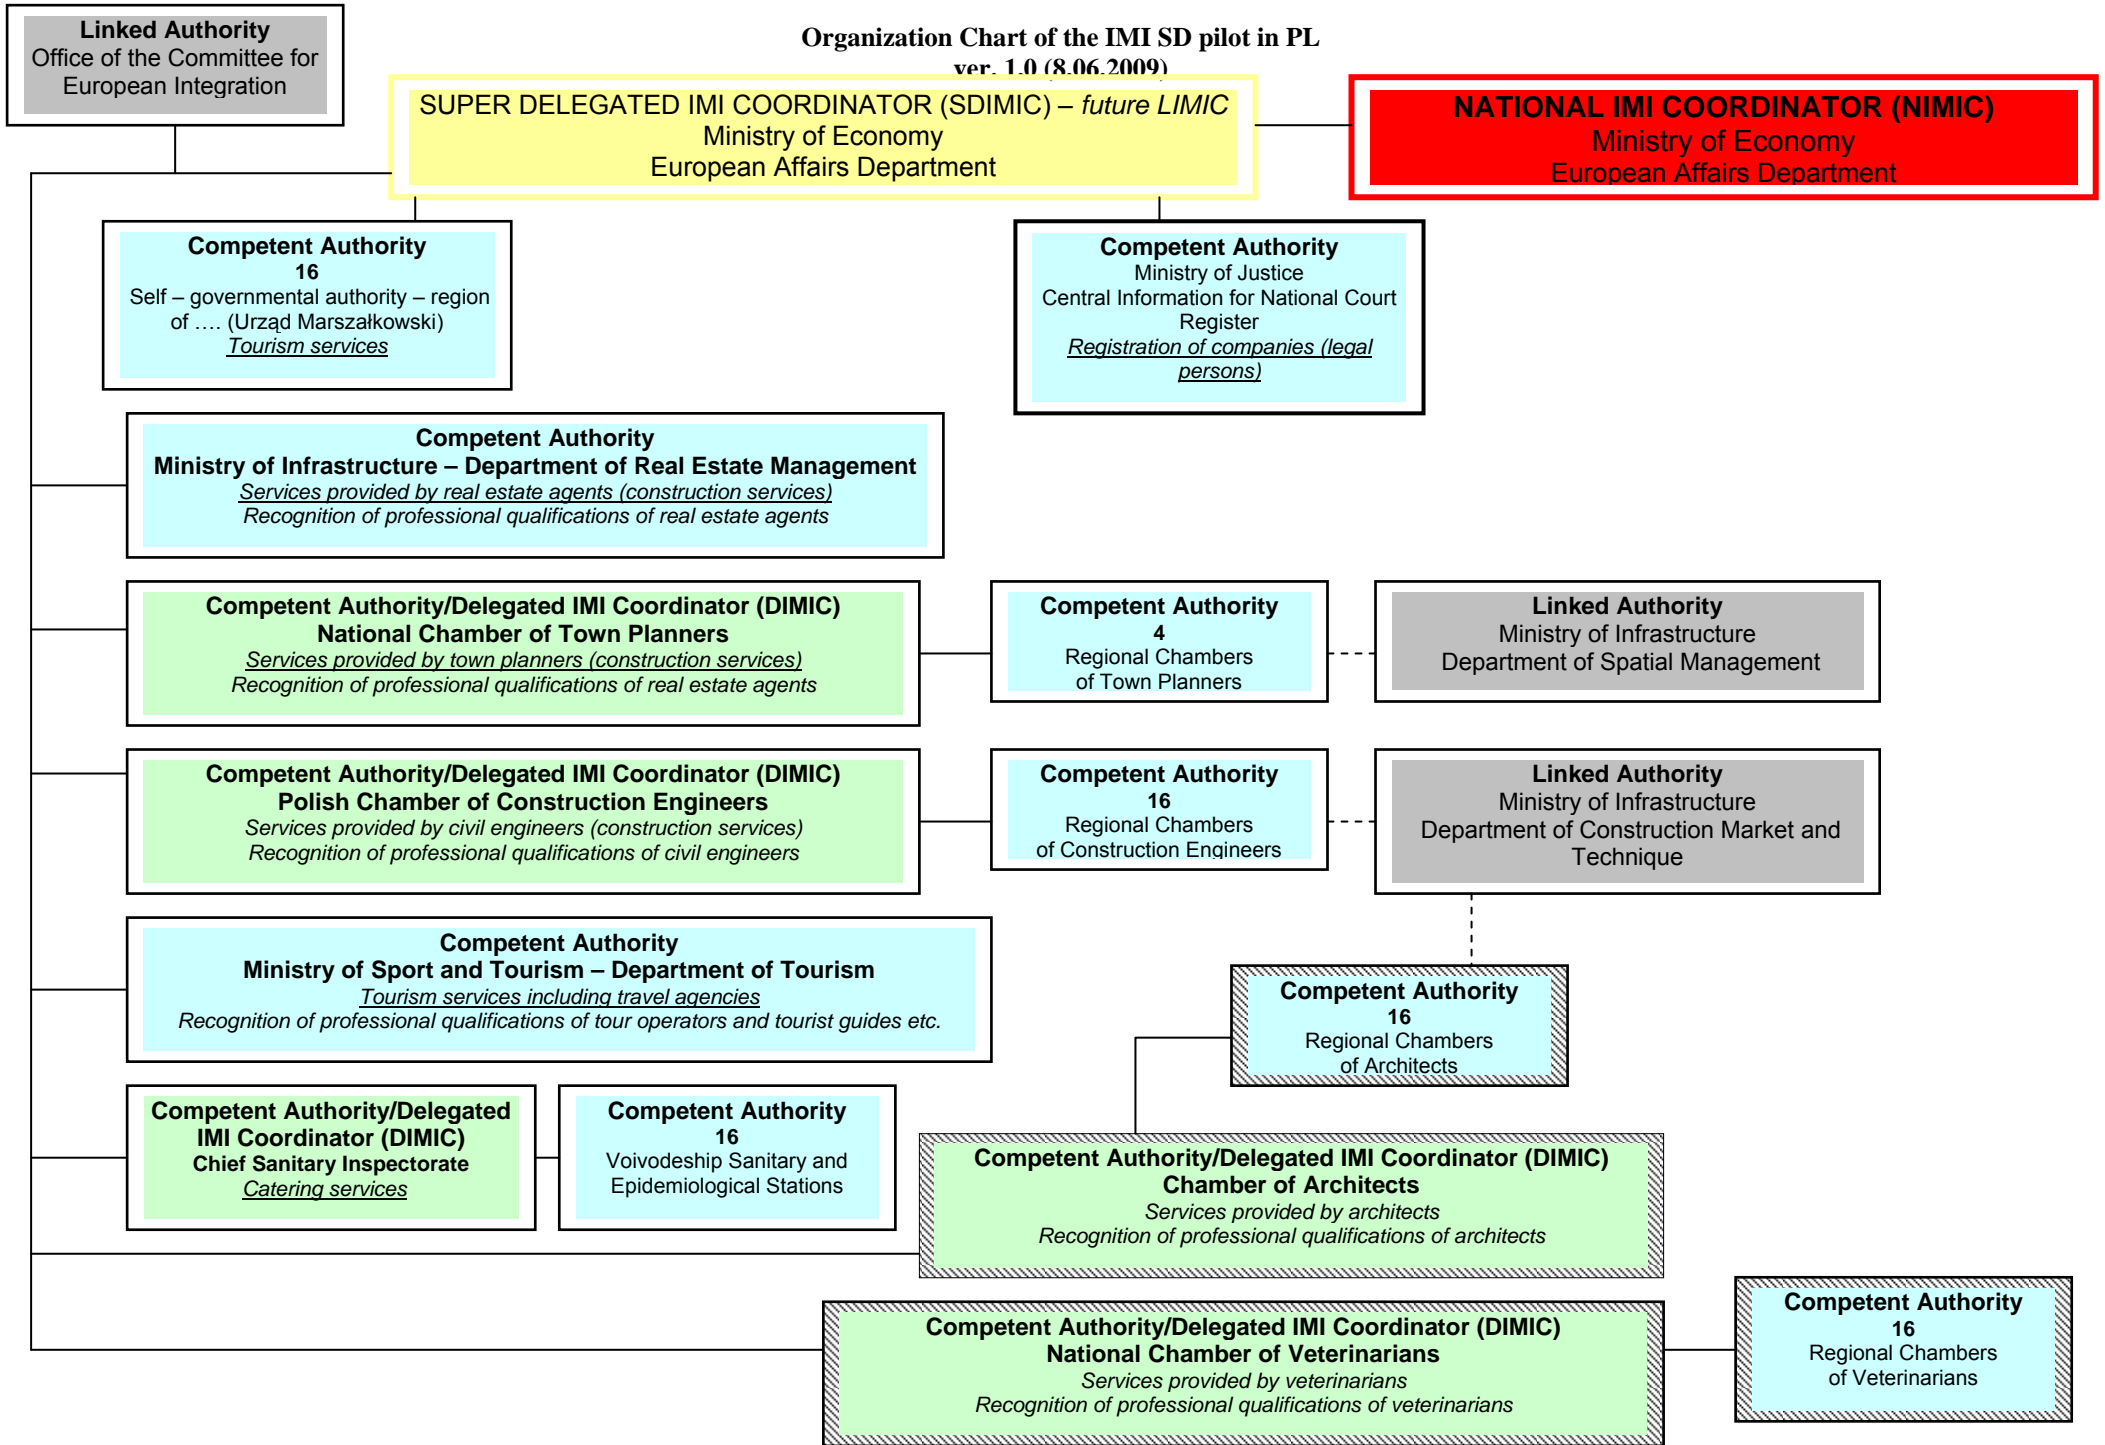 Linked Authority
Office of the Committee for
European Integration
Organization Chart of the IMI SD pilot in PL
ver. 1.0 (8.06.2009)
SUPER DELEGATED IMI COORDINATOR (SDIMIC) – future LIMIC
Ministry of Economy
European Affairs Department
NATIONAL IMI COORDINATOR (NIMIC)
Ministry of Economy
European Affairs Department
Competent Authority
16
Self – governmental authority – region
of …. (Urząd Marszałkowski)
Tourism services
Competent Authority
Ministry of Justice
Central Information for National Court
Register
Registration of companies (legal
persons)
Competent Authority
Ministry of Infrastructure – Department of Real Estate Management
Services provided by real estate agents (construction services)
Recognition of professional qualifications of real estate agents
Competent Authority/Delegated IMI Coordinator (DIMIC)
National Chamber of Town Planners
Services provided by town planners (construction services)
Recognition of professional qualifications of real estate agents
Competent Authority
4
Regional Chambers
of Town Planners
Linked Authority
Ministry of Infrastructure
Department of Spatial Management
Competent Authority/Delegated IMI Coordinator (DIMIC)
Polish Chamber of Construction Engineers
Services provided by civil engineers (construction services)
Recognition of professional qualifications of civil engineers
Competent Authority
16
Regional Chambers
of Construction Engineers
Linked Authority
Ministry of Infrastructure
Department of Construction Market and
Technique
Competent Authority
Ministry of Sport and Tourism – Department of Tourism
Tourism services including travel agencies
Recognition of professional qualifications of tour operators and tourist guides etc.
Competent Authority
16
Regional Chambers
of Architects
Competent Authority/Delegated
IMI Coordinator (DIMIC)
Chief Sanitary Inspectorate
Catering services
Competent Authority
16
Voivodeship Sanitary and
Epidemiological Stations
Competent Authority/Delegated IMI Coordinator (DIMIC)
Chamber of Architects
Services provided by architects
Recognition of professional qualifications of architects
Competent Authority/Delegated IMI Coordinator (DIMIC)
National Chamber of Veterinarians
Services provided by veterinarians
Recognition of professional qualifications of veterinarians
Competent Authority
16
Regional Chambers
of Veterinarians